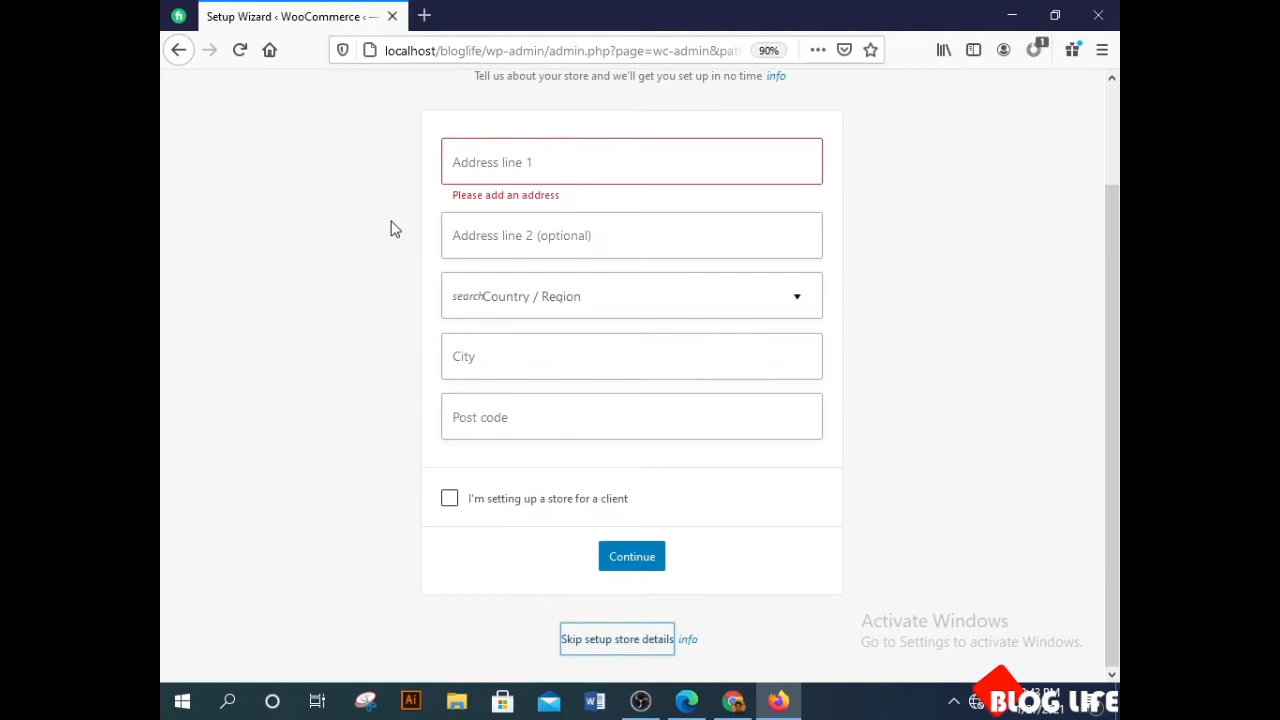 Setup Wizard ‹ WooCommerce ‹ —
localhost/bloglife/wp-admin/admin.php?page=wc-admin&pat
90%
1
Tell us about your store and we'll get you set up in no time info
Address line 1
Please add an address
Address line 2 (optional)
searchCountry / Region
City
Post code
I'm setting up a store for a client
Continue
Skip setup store details info
Activate Windows
Go to Settings to activate Windows.
Ai
BLOG LIFE